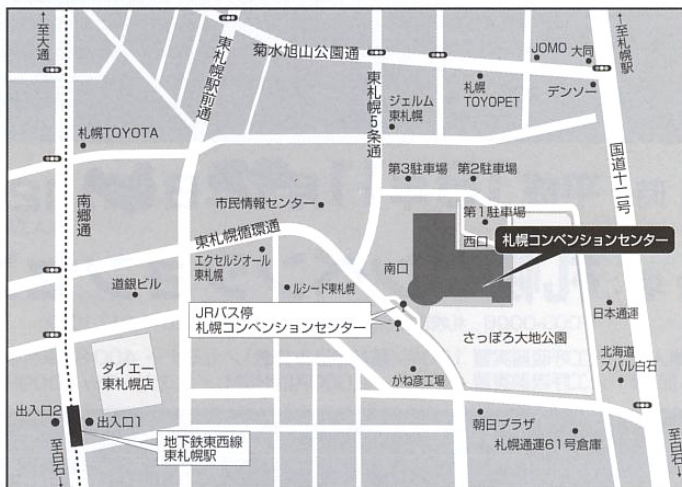 ←至大通
←至札幌駅
菊水旭山公園通
東札幌駅前通
東札幌5条通
JOMO
大同
デンソー
札幌
TOYOPET
ジェルム
東札幌
札幌TOYOTA
国道十二号
第3駐車場
第2駐車場
第1駐車場
市民情報センター
南郷通
東札幌循環通
西口
札幌コンベンションセンター
南口
エクセルシオール
東札幌
ルシード東札幌
道銀ビル
JRバス停
札幌コンベンションセンター
さっぽろ大地公園
日本通運
北海道
スバル白石
ダイエー
東札幌店
かね彦工場
出入口2
出入口1
朝日プラザ
札幌通運61号倉庫
地下鉄東西線
東札幌駅
至白石→
至白石→